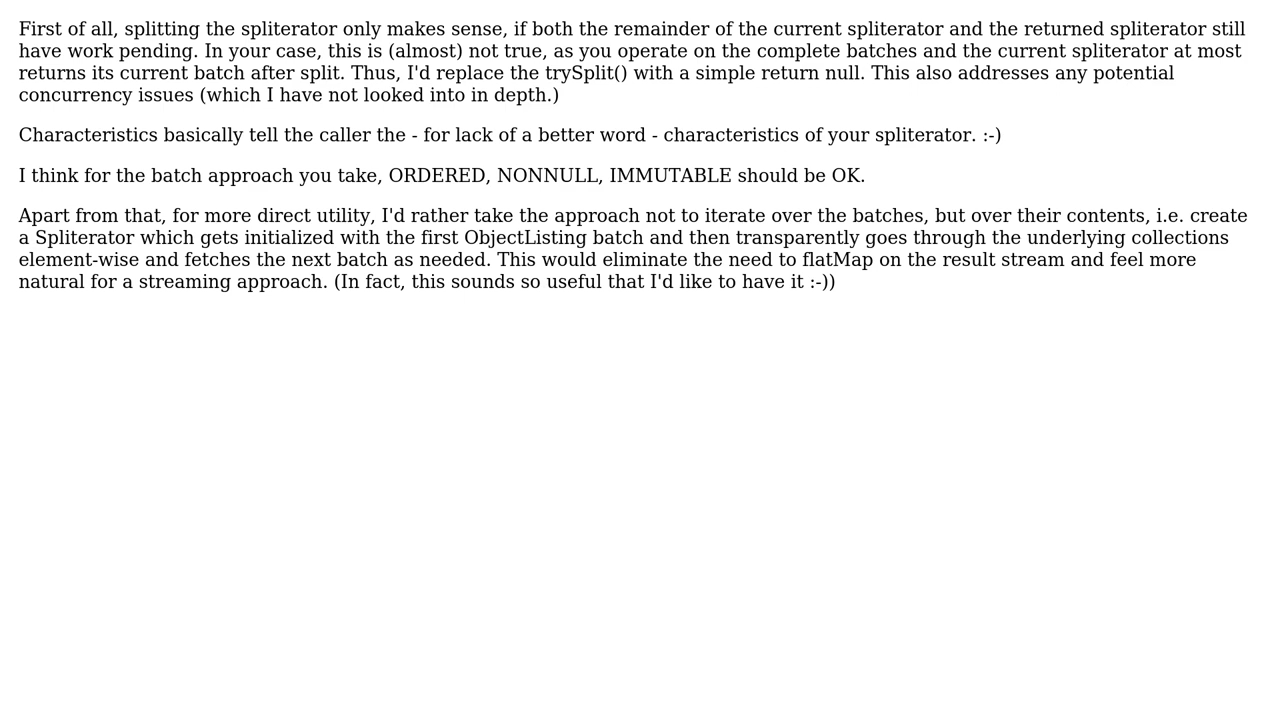 First of all, splitting the spliterator only makes sense, if both the remainder of the current spliterator and the returned spliterator still
have work pending. In your case, this is (almost) not true, as you operate on the complete batches and the current spliterator at most
returns its current batch after split. Thus, I'd replace the trySplit() with a simple return null. This also addresses any potential
concurrency issues (which I have not looked into in depth.)
Characteristics basically tell the caller the - for lack of a better word - characteristics of your spliterator. :-)
I think for the batch approach you take, ORDERED, NONNULL, IMMUTABLE should be OK.
Apart from that, for more direct utility, I'd rather take the approach not to iterate over the batches, but over their contents, i.e. create
a Spliterator which gets initialized with the first ObjectListing batch and then transparently goes through the underlying collections
element-wise and fetches the next batch as needed. This would eliminate the need to flatMap on the result stream and feel more
natural for a streaming approach. (In fact, this sounds so useful that I'd like to have it :-))